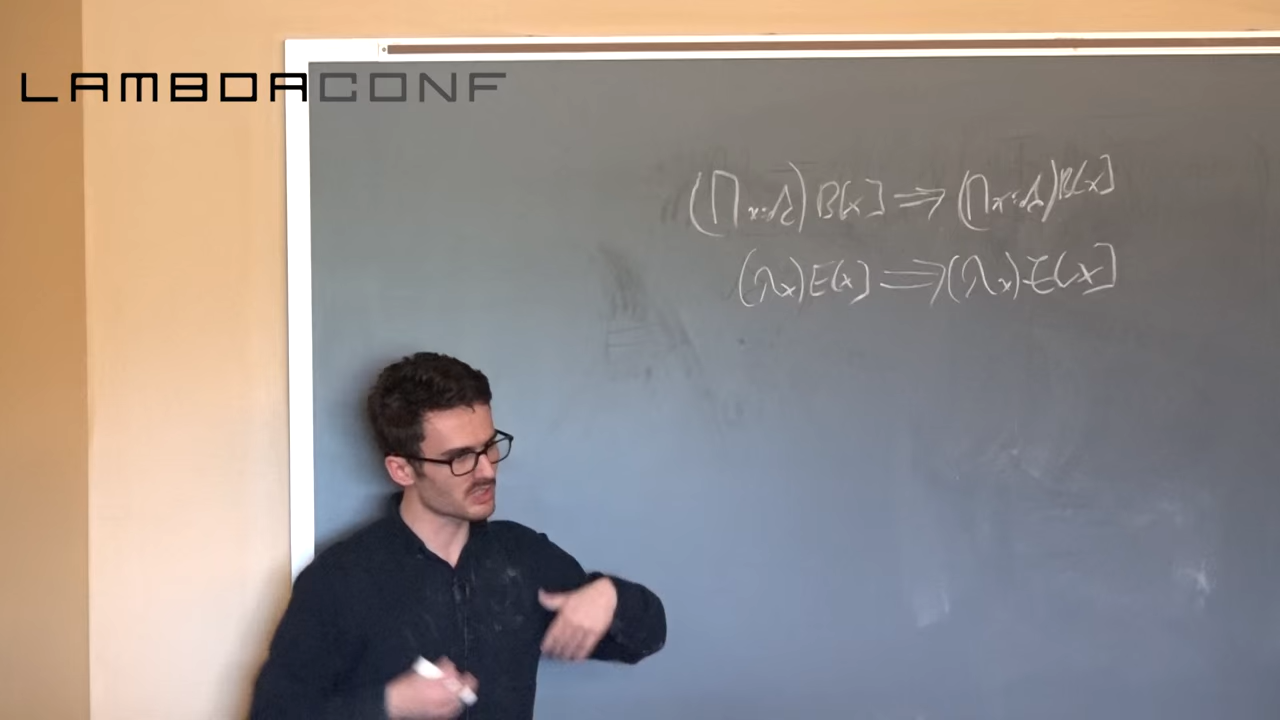 LAMBDACONF
(∏x:A)B[x] ⇒ (∏x:A)B[x]
(λx)E[x] ⇒ (λx)E[x]